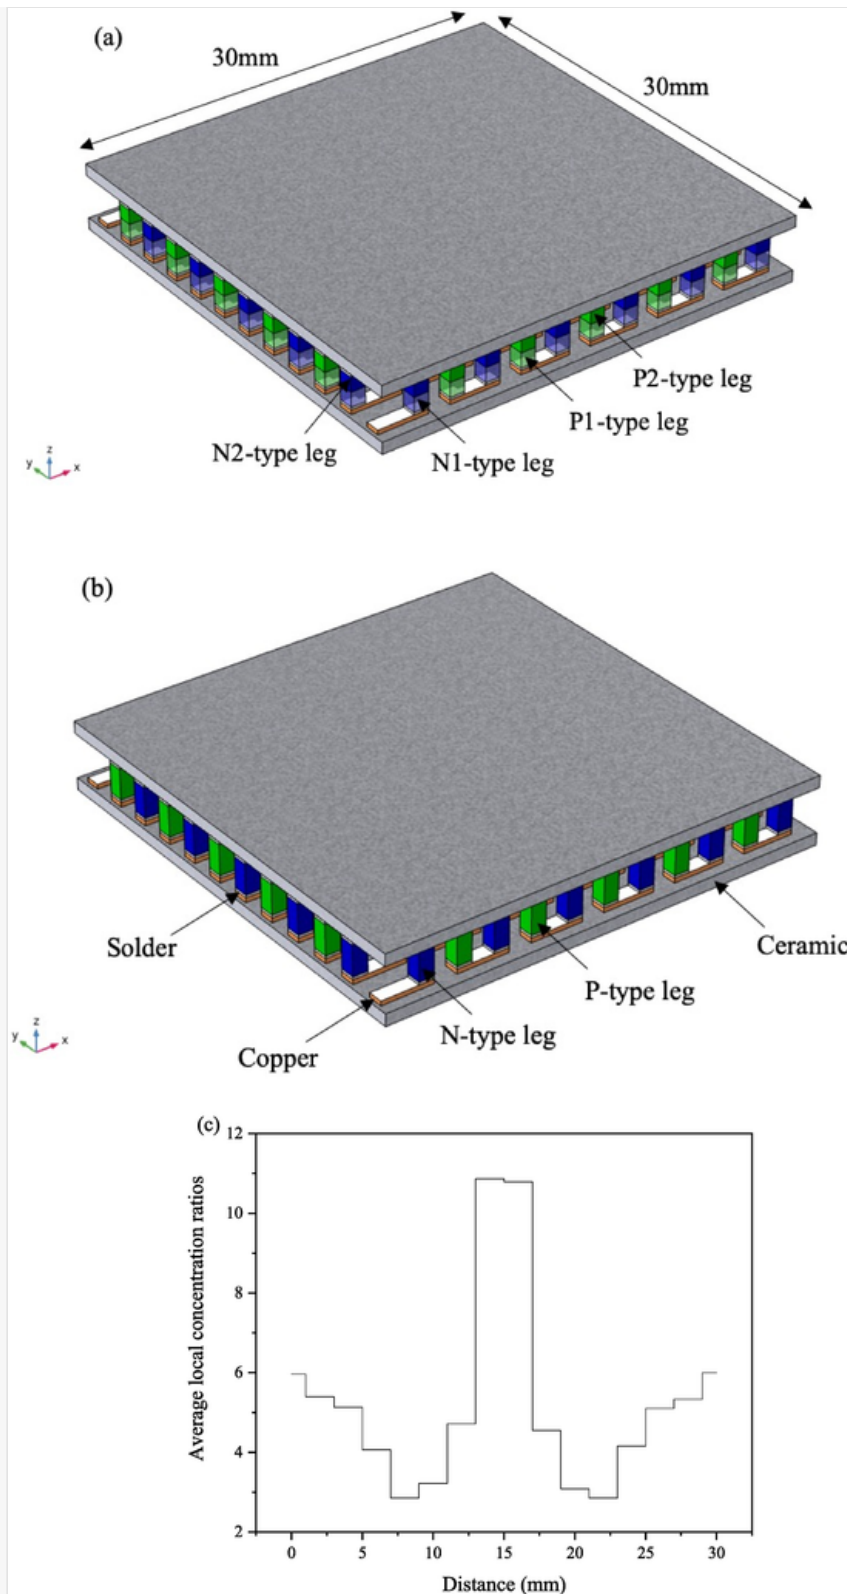 (a)
30mm
30mm
P2-type leg
P1-type leg
N2-type leg
N1-type leg
z
y
x
(b)
Solder
Ceramic
P-type leg
N-type leg
Copper
z
y
x
(c)
Average local concentration ratios
12
10
8
6
4
2
0 5 10 15 20 25 30
Distance (mm)